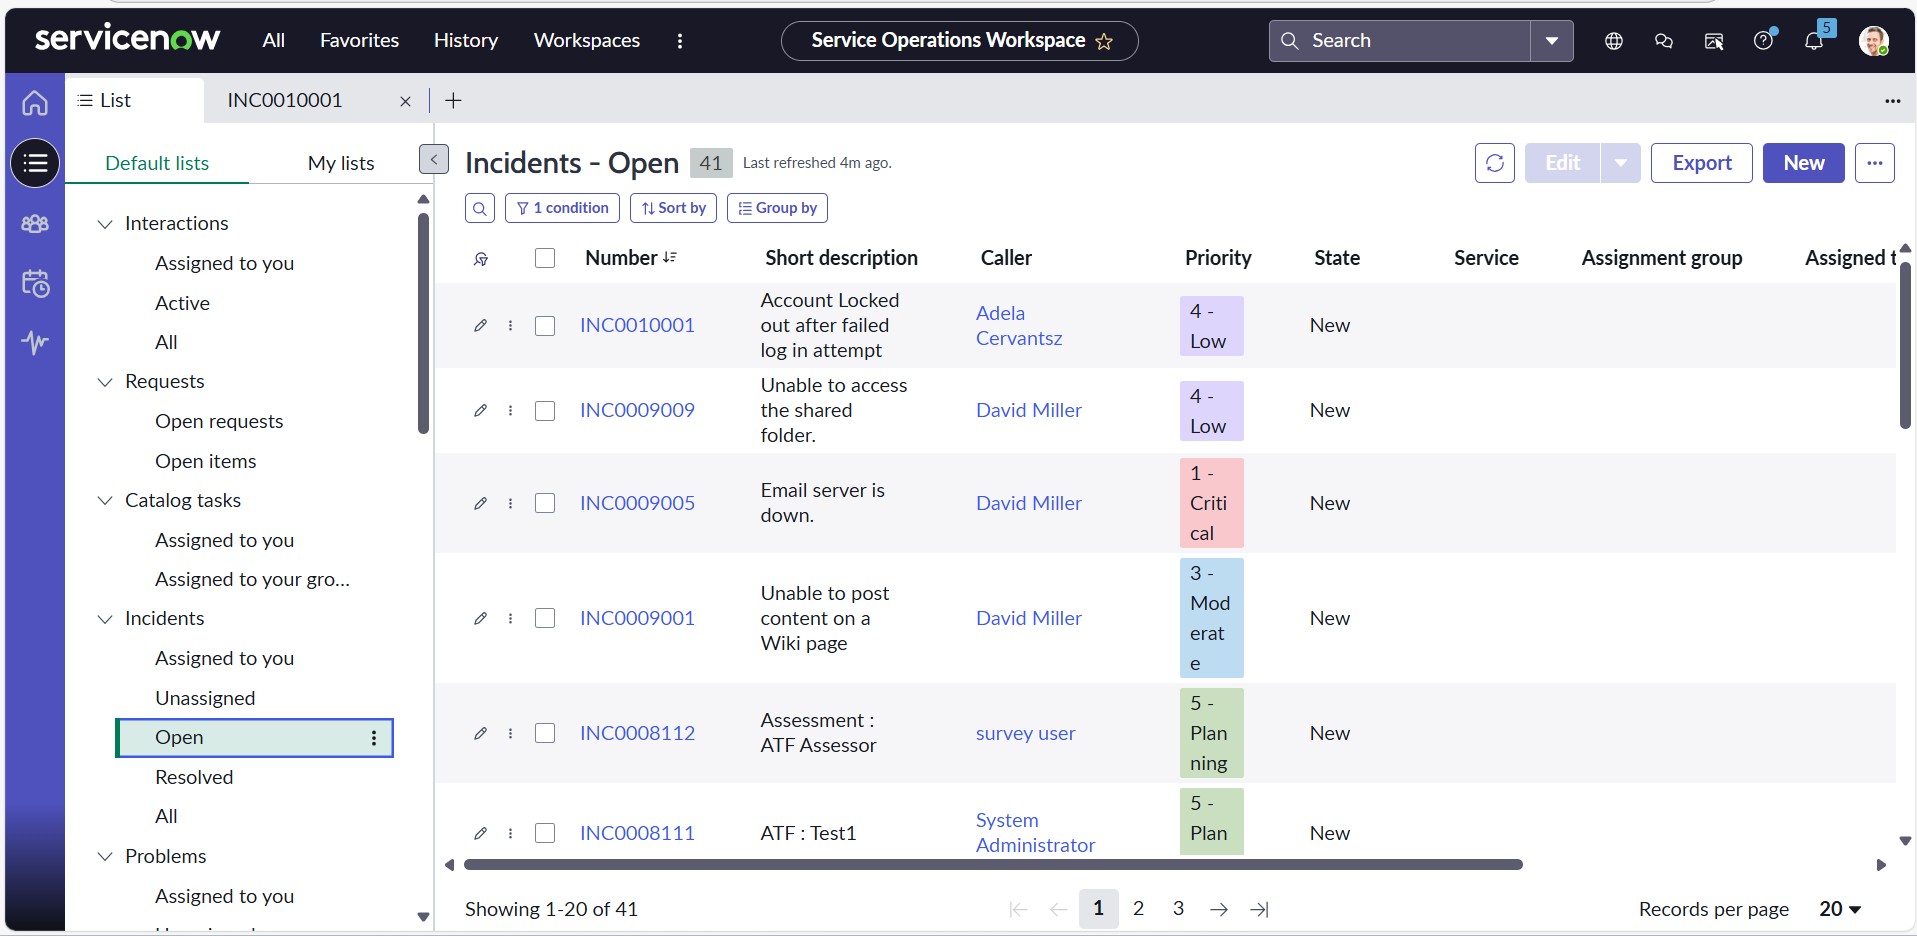 servicenow All Favorites History Workspaces Service Operations Workspace Search 5
List INC0010001
Default lists My lists
Interactions
Assigned to you
Active
All
Requests
Open requests
Open items
Catalog tasks
Assigned to you
Assigned to your gro...
Incidents
Assigned to you
Unassigned
Open
Resolved
All
Problems
Assigned to you
Incidents - Open 41 Last refreshed 4m ago. Edit Export New
1 condition Sort by Group by
Number Short description Caller Priority State Service Assignment group Assigned t
INC0010001 Account Locked out after failed log in attempt Adela Cervantsz 4 - Low New
INC0009009 Unable to access the shared folder. David Miller 4 - Low New
INC0009005 Email server is down. David Miller 1 - Critical New
INC0009001 Unable to post content on a Wiki page David Miller 3 - Moderate New
INC0008112 Assessment : ATF Assessor survey user 5 - Planning New
INC0008111 ATF : Test1 System Administrator 5 - Plan New
Showing 1-20 of 41 1 2 3 Records per page 20